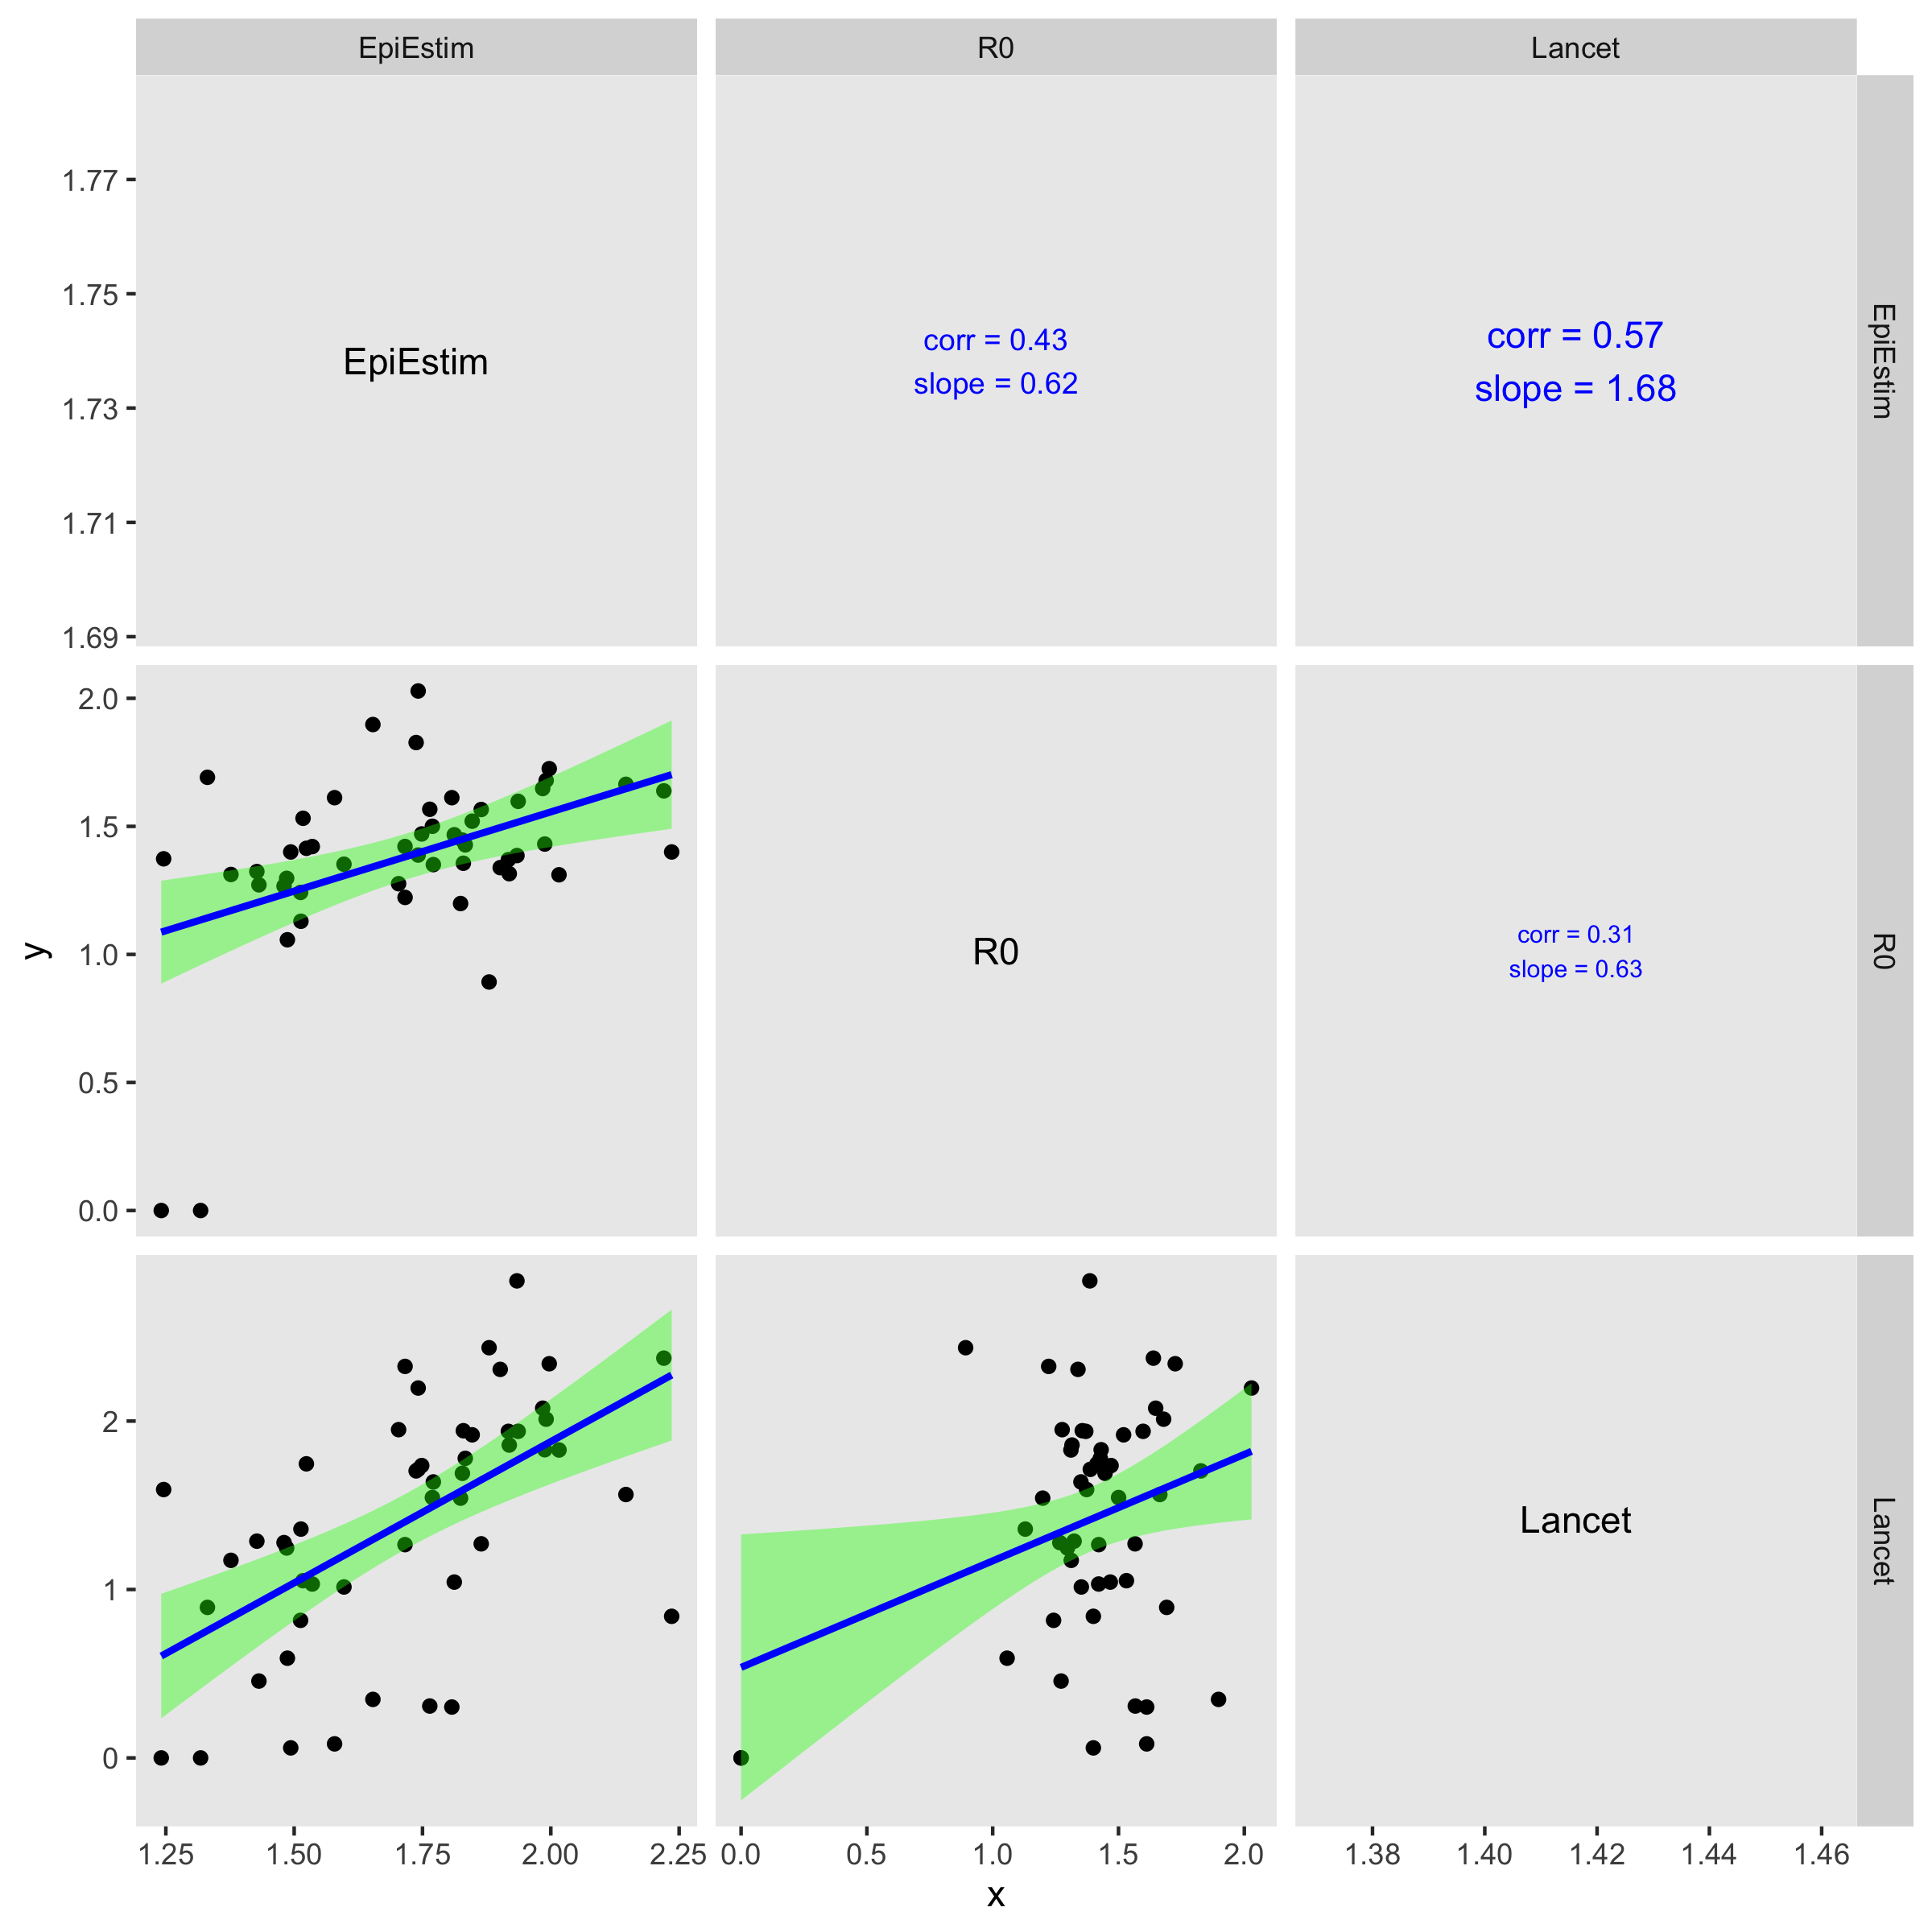 EpiEstim
R0
Lancet
1.77
1.75
1.73
1.71
1.69
EpiEstim
corr = 0.43
slope = 0.62
corr = 0.57
slope = 1.68
EpiEstim
2.0
1.5
1.0
0.5
0.0
y
R0
corr = 0.31
slope = 0.63
R0
2
1
0
Lancet
Lancet
1.25 1.50 1.75 2.00 2.25
0.0 0.5 1.0 1.5 2.0
1.38 1.40 1.42 1.44 1.46
x